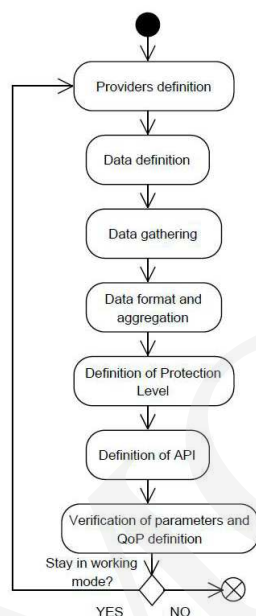 Providers definition
Data definition
Data gathering
Data format and
aggregation
Definition of Protection
Level
Definition of API
Verification of parameters and
QoP definition
Stay in working
mode?
YES
NO